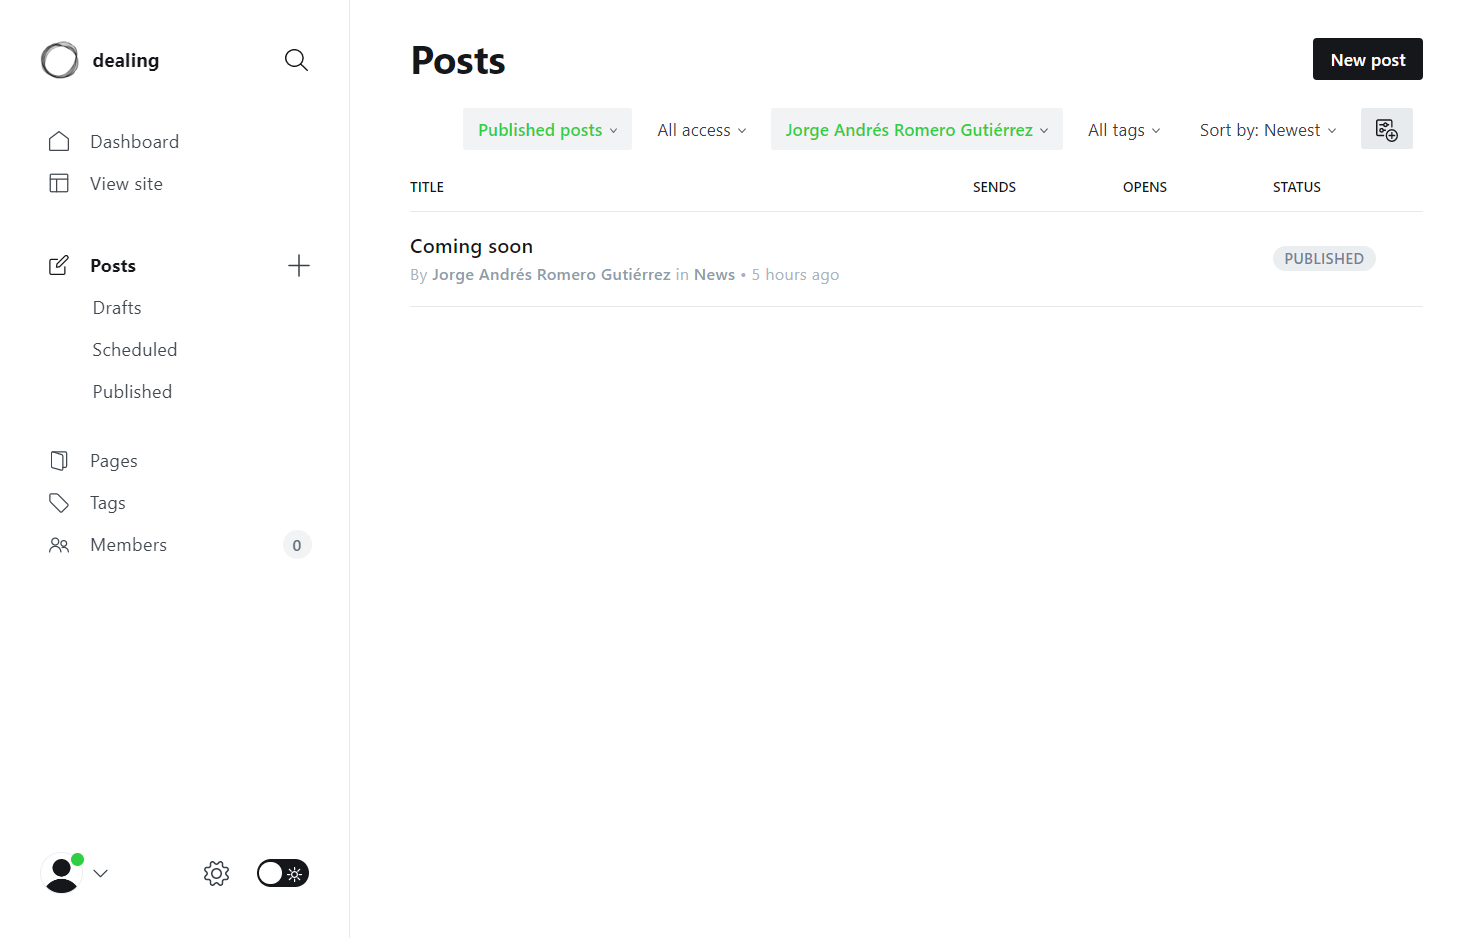 dealing
Dashboard
View site
Posts
Drafts
Scheduled
Published
Pages
Tags
Members 0
Posts
New post
Published posts All access Jorge Andrés Romero Gutiérrez All tags Sort by: Newest
TITLE SENDS OPENS STATUS
Coming soon
By Jorge Andrés Romero Gutiérrez in News • 5 hours ago
PUBLISHED